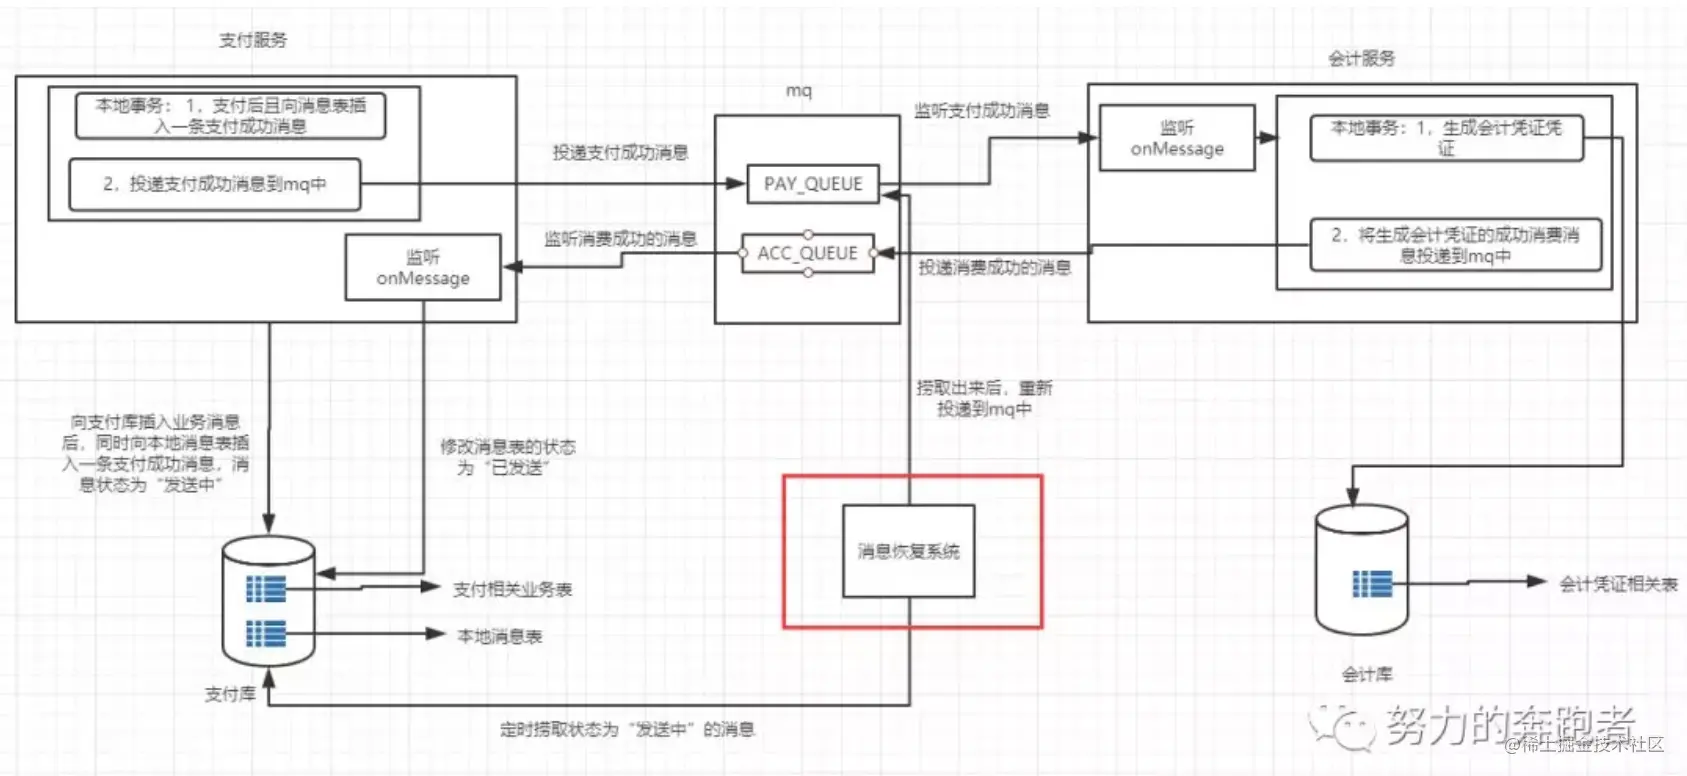 支付服务
本地事务：1，支付后且向消息表插
入一条支付成功消息
2，投递支付成功消息到mq中
监听
onMessage
投递支付成功消息
监听消费成功的消息
mq
PAY_QUEUE
ACC_QUEUE
监听支付成功消息
投递消费成功的消息
会计服务
监听
onMessage
本地事务：1，生成会计凭证凭
证
2，将生成会计凭证的成功消费消
息投递到mq中
向支付库插入业务消息
后，同时向本地消息表插
入一条支付成功消息，消
息状态为“发送中”
修改消息表的状态
为“已发送”
捞取出来后，重新
投递到mq中
消息恢复系统
支付相关业务表
本地消息表
支付库
定时捞取状态为“发送中”的消息
会计凭证相关表
会计库
努力的奔跑者
@稀土掘金技术社区